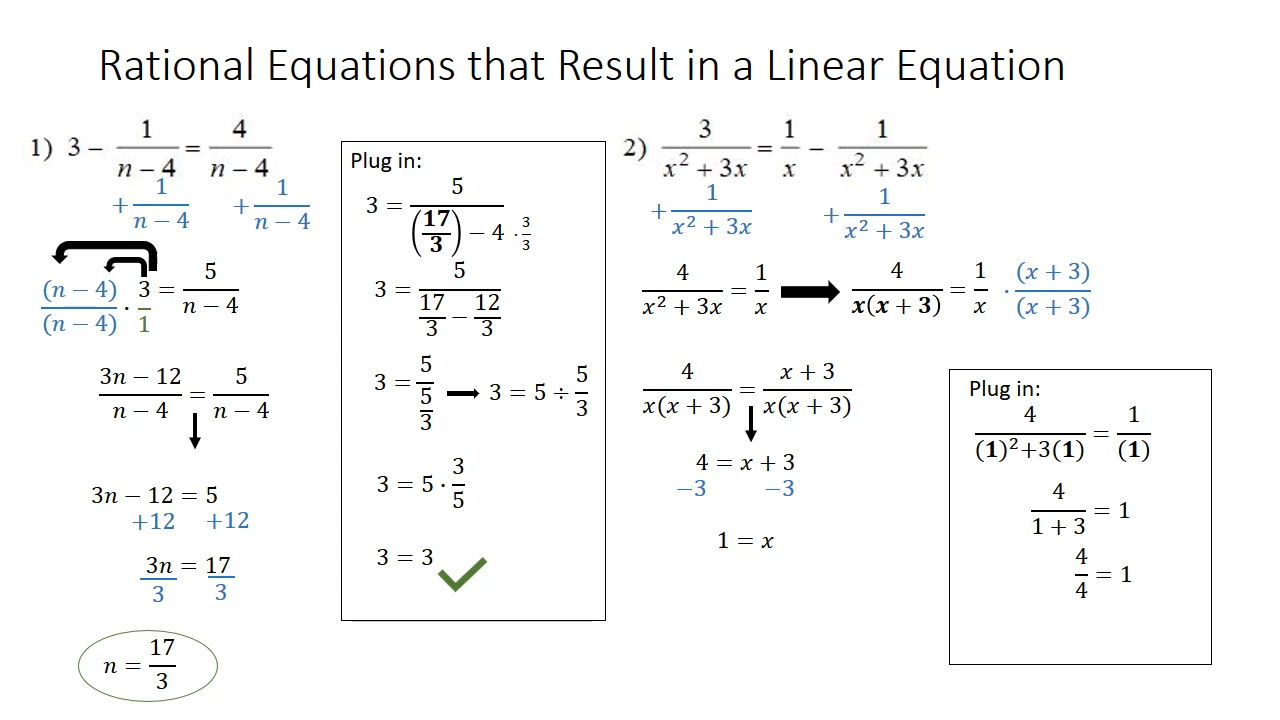 Rational Equations that Result in a Linear Equation
1) 3 − 1/(n − 4) = 4/(n − 4)
+ 1/(n − 4) + 1/(n − 4)
(n − 4)/(n − 4) · 3/1 = 5/(n − 4)
(3n − 12)/(n − 4) = 5/(n − 4)
3n − 12 = 5
+12 +12
3n/3 = 17/3
n = 17/3
Plug in:
3 = 5/((17/3) − 4 · 3/3)
3 = 5/(17/3 − 12/3)
3 = 5/(5/3) → 3 = 5 ÷ 5/3
3 = 5 · 3/5
3 = 3 ✓
2) 3/(x² + 3x) = 1/x − 1/(x² + 3x)
+ 1/(x² + 3x) + 1/(x² + 3x)
4/(x² + 3x) = 1/x → 4/(x(x + 3)) = 1/x · (x + 3)/(x + 3)
4/(x(x + 3)) = (x + 3)/(x(x + 3))
4 = x + 3
−3 −3
1 = x
Plug in:
4/((1)²+3(1)) = 1/(1)
4/(1 + 3) = 1
4/4 = 1